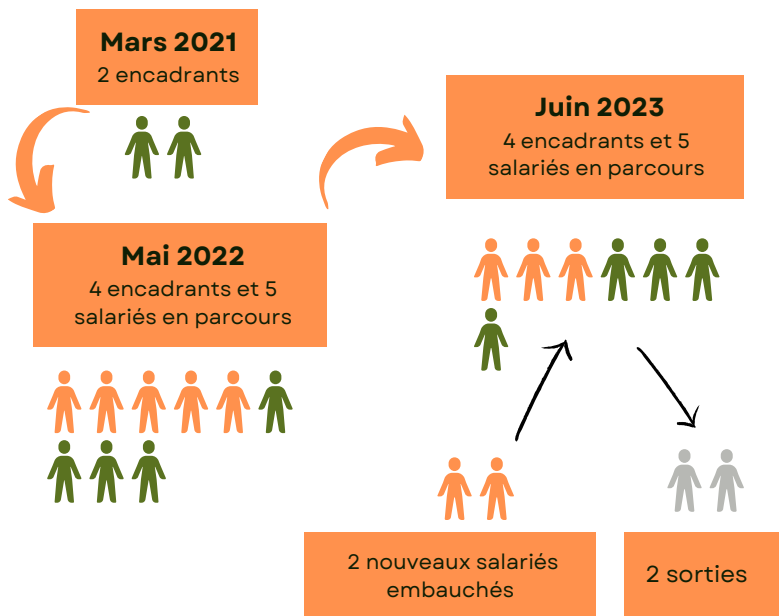 Mars 2021
2 encadrants
Mai 2022
4 encadrants et 5
salariés en parcours
Juin 2023
4 encadrants et 5
salariés en parcours
2 nouveaux salariés
embauchés
2 sorties